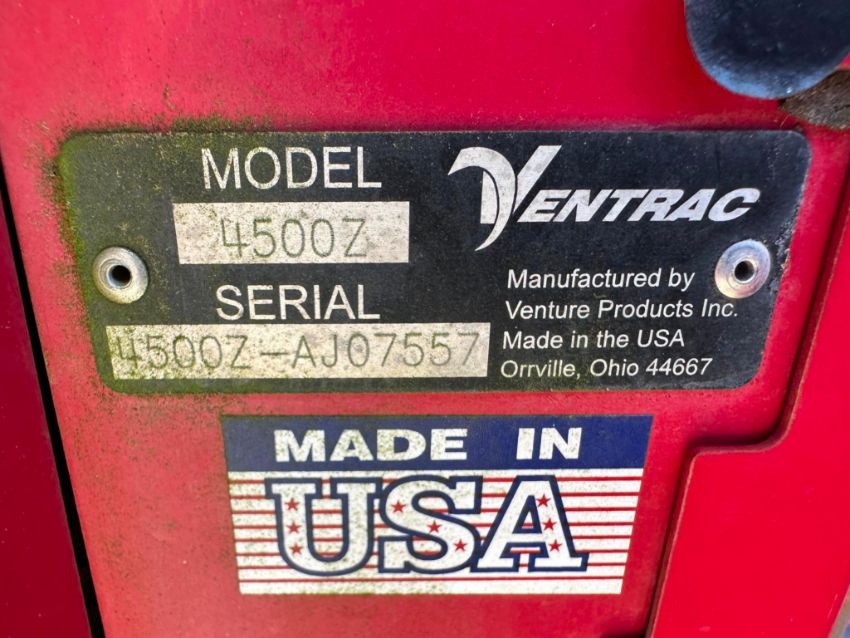 MODEL
4500Z
SERIAL
4500Z-AJ07557
VENTRAC
Manufactured by
Venture Products Inc.
Made in the USA
Orrville, Ohio 44667
MADE IN
USA